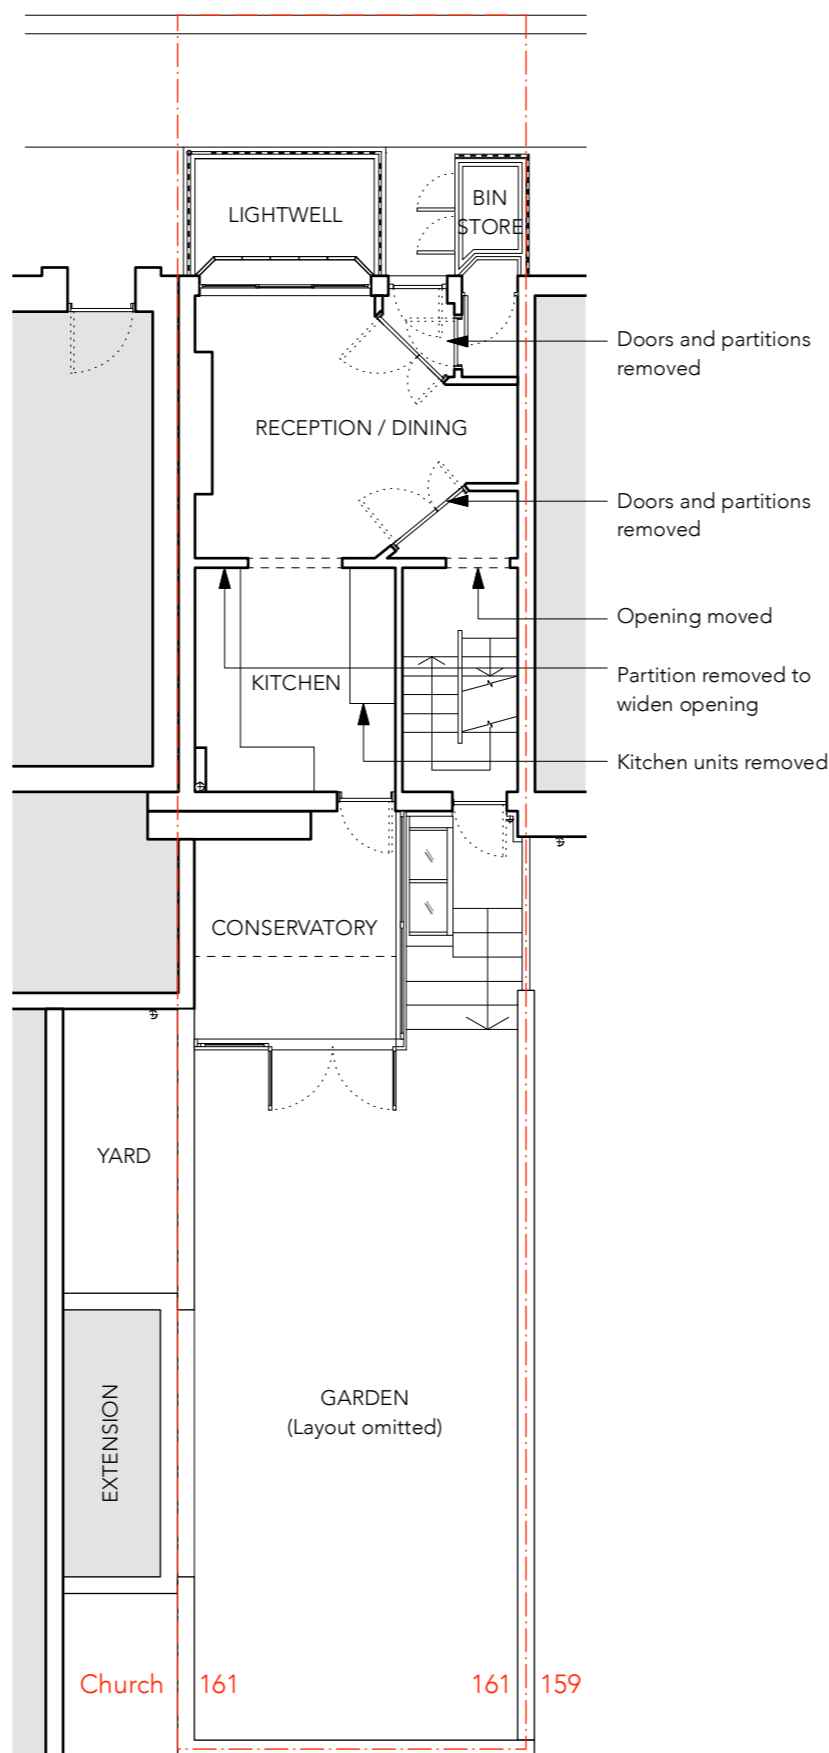 LIGHTWELL
BIN
STORE
Doors and partitions
removed
RECEPTION / DINING
Doors and partitions
removed
Opening moved
Partition removed to
widen opening
KITCHEN
Kitchen units removed
CONSERVATORY
YARD
GARDEN
(Layout omitted)
EXTENSION
Church 161 161 159